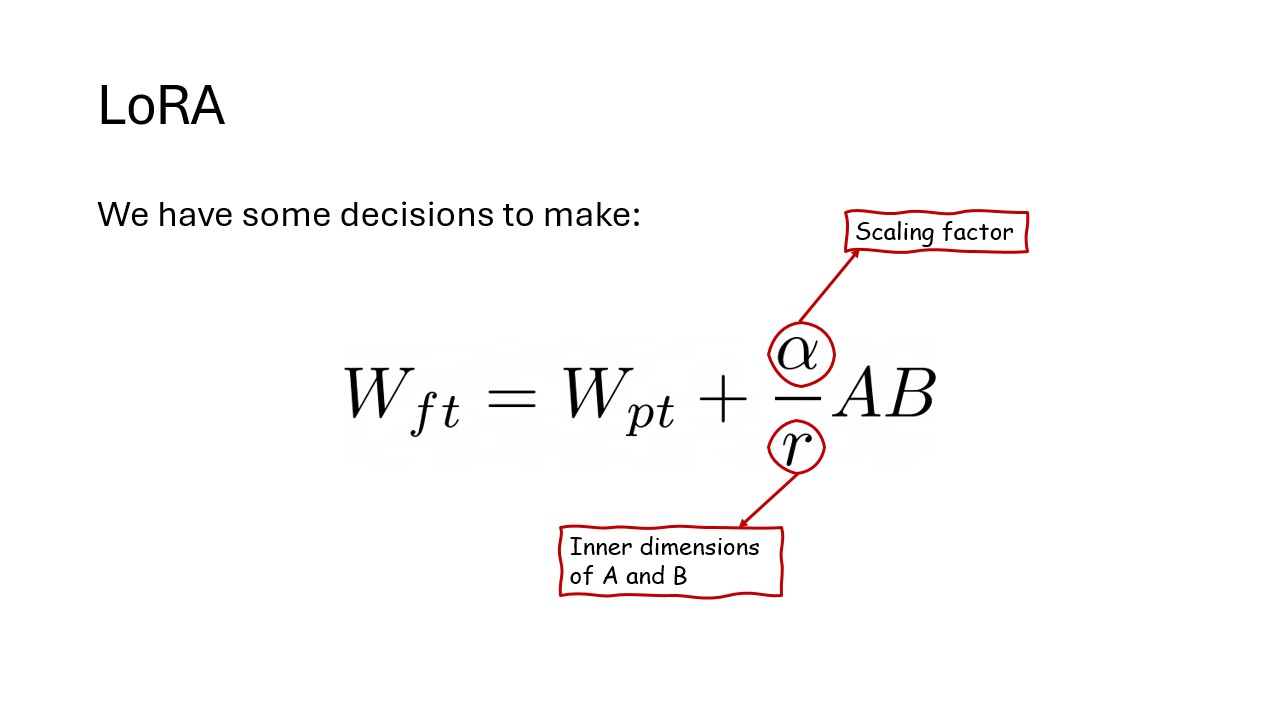 LoRA
We have some decisions to make:
Scaling factor
W_{ft} = W_{pt} + \frac{α}{r} AB
Inner dimensions
of A and B